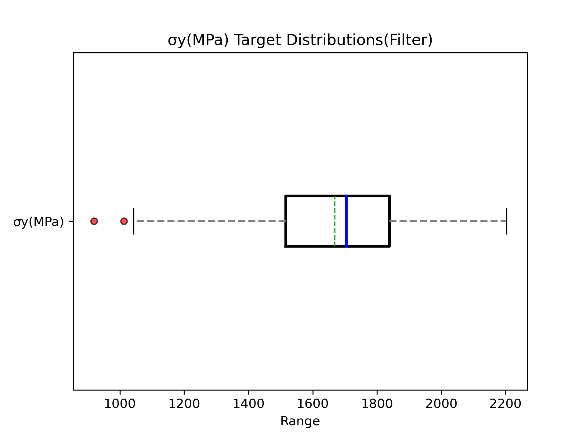 σy(MPa) Target Distributions(Filter)
σy(MPa)
1000 1200 1400 1600 1800 2000 2200
Range